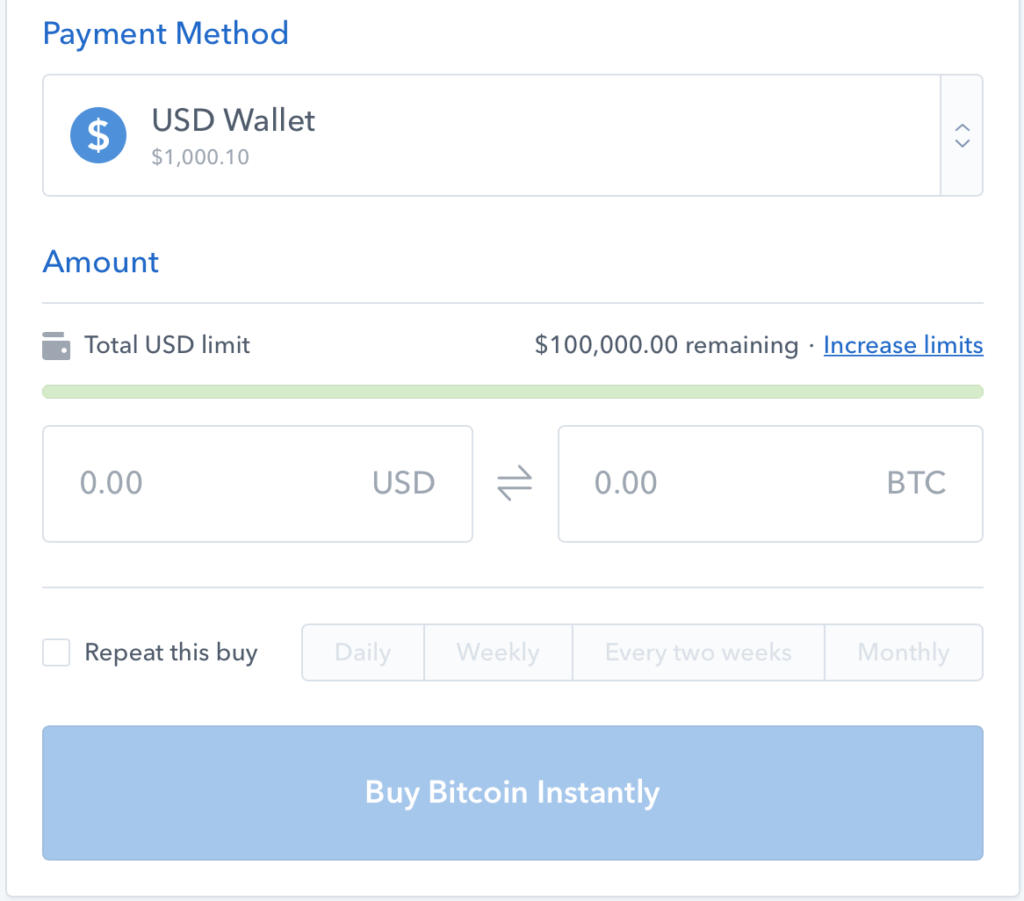 Payment Method
$
USD Wallet
$1,000.10
Amount
Total USD limit $100,000.00 remaining · Increase limits
0.00 USD 0.00 BTC
Repeat this buy Daily Weekly Every two weeks Monthly
Buy Bitcoin Instantly